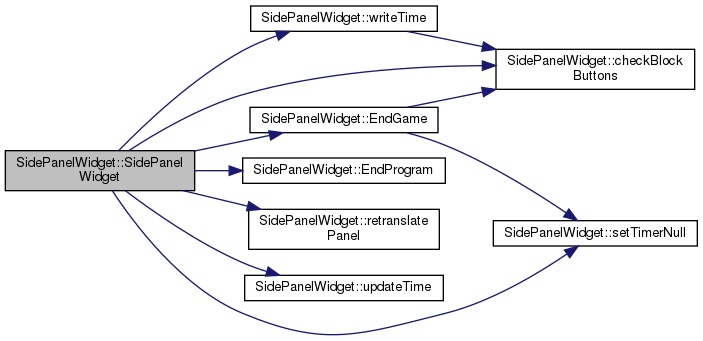 SidePanelWidget::writeTime
SidePanelWidget::checkBlock
Buttons
SidePanelWidget::EndGame
SidePanelWidget::SidePanel
Widget
SidePanelWidget::EndProgram
SidePanelWidget::retranslate
Panel
SidePanelWidget::setTimerNull
SidePanelWidget::updateTime